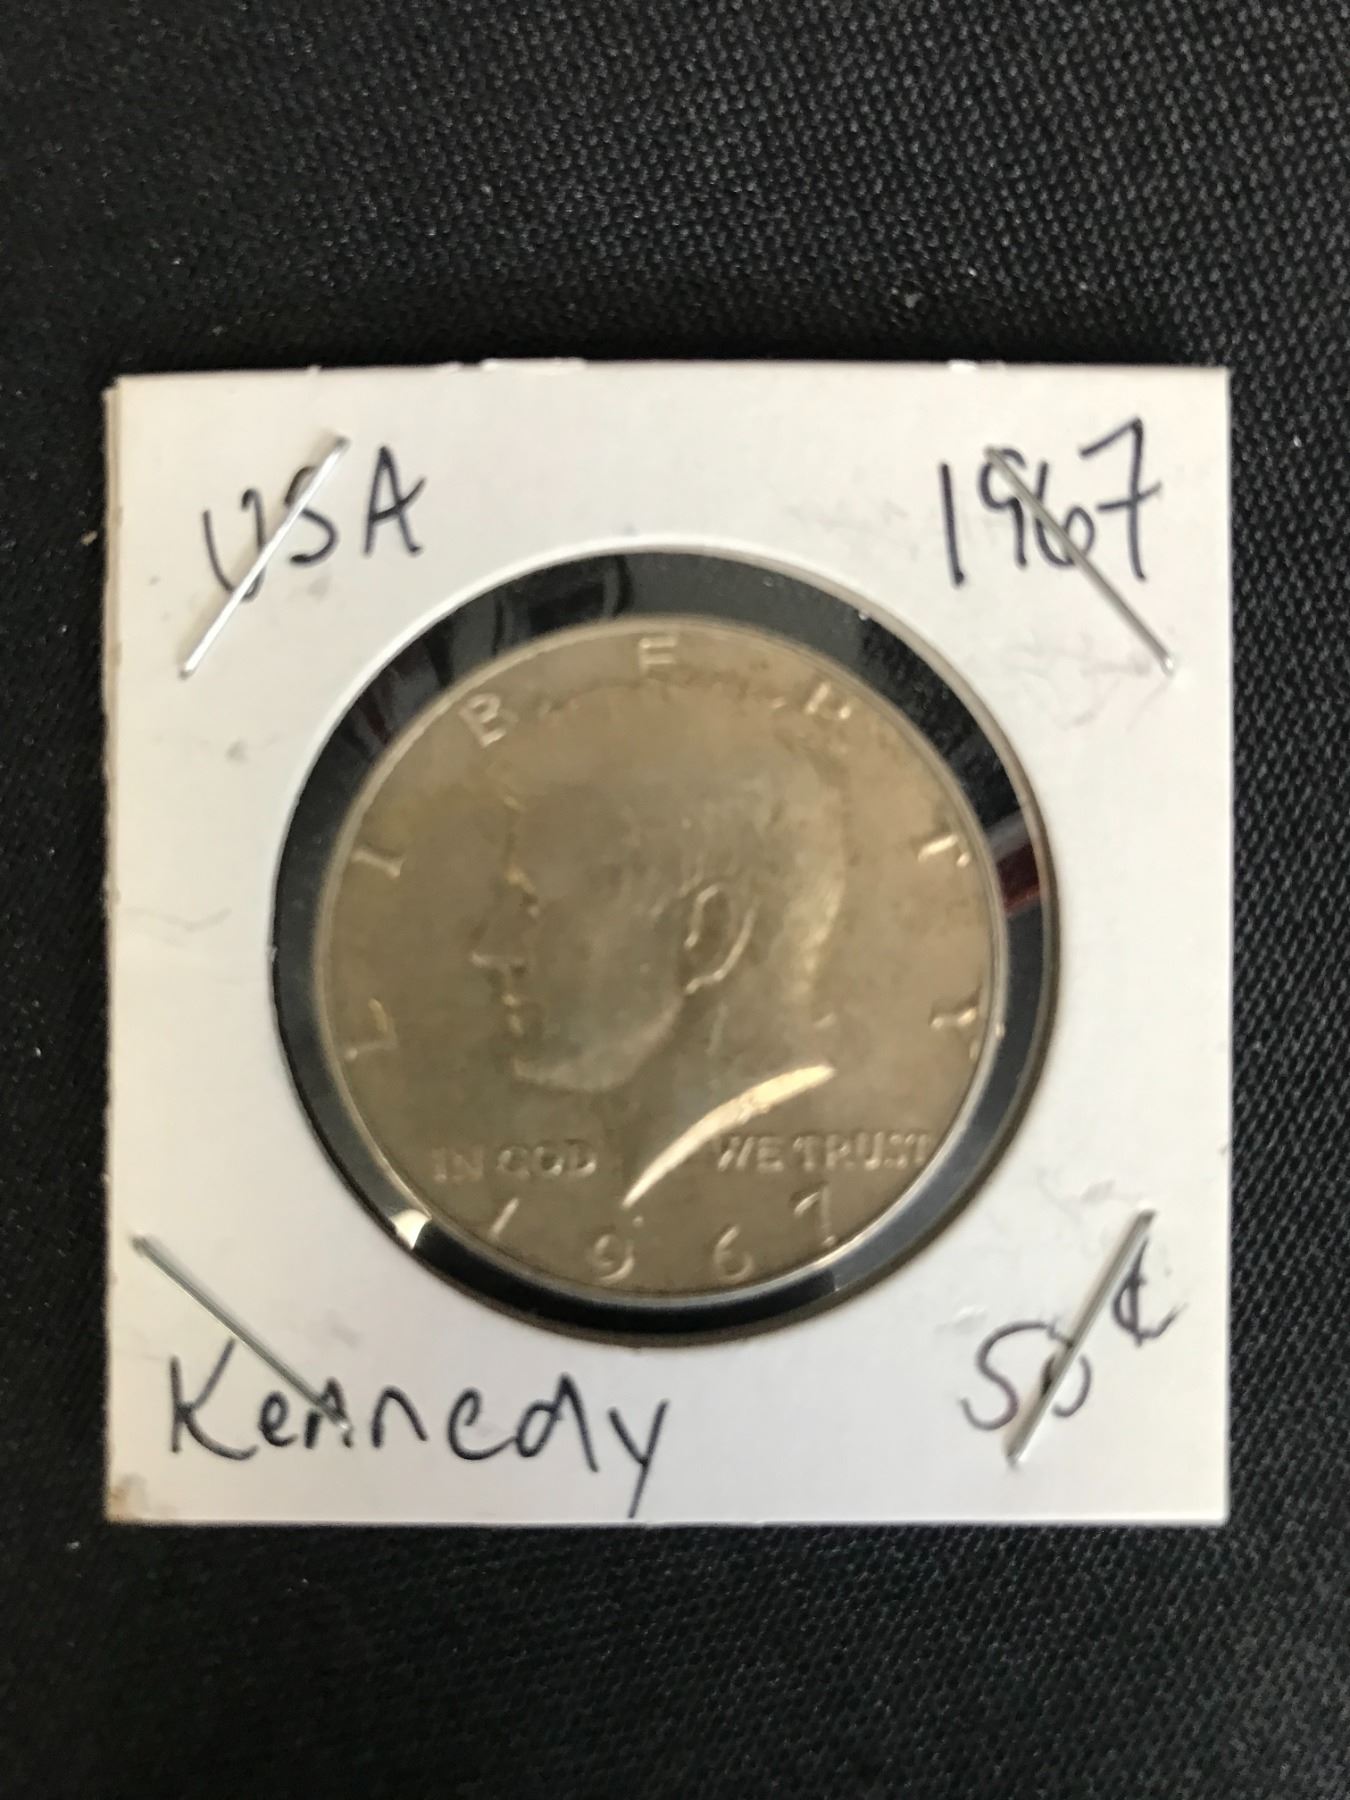 USA
1967
LIBERTY
IN GOD WE TRUST
1967
Kennedy
50¢